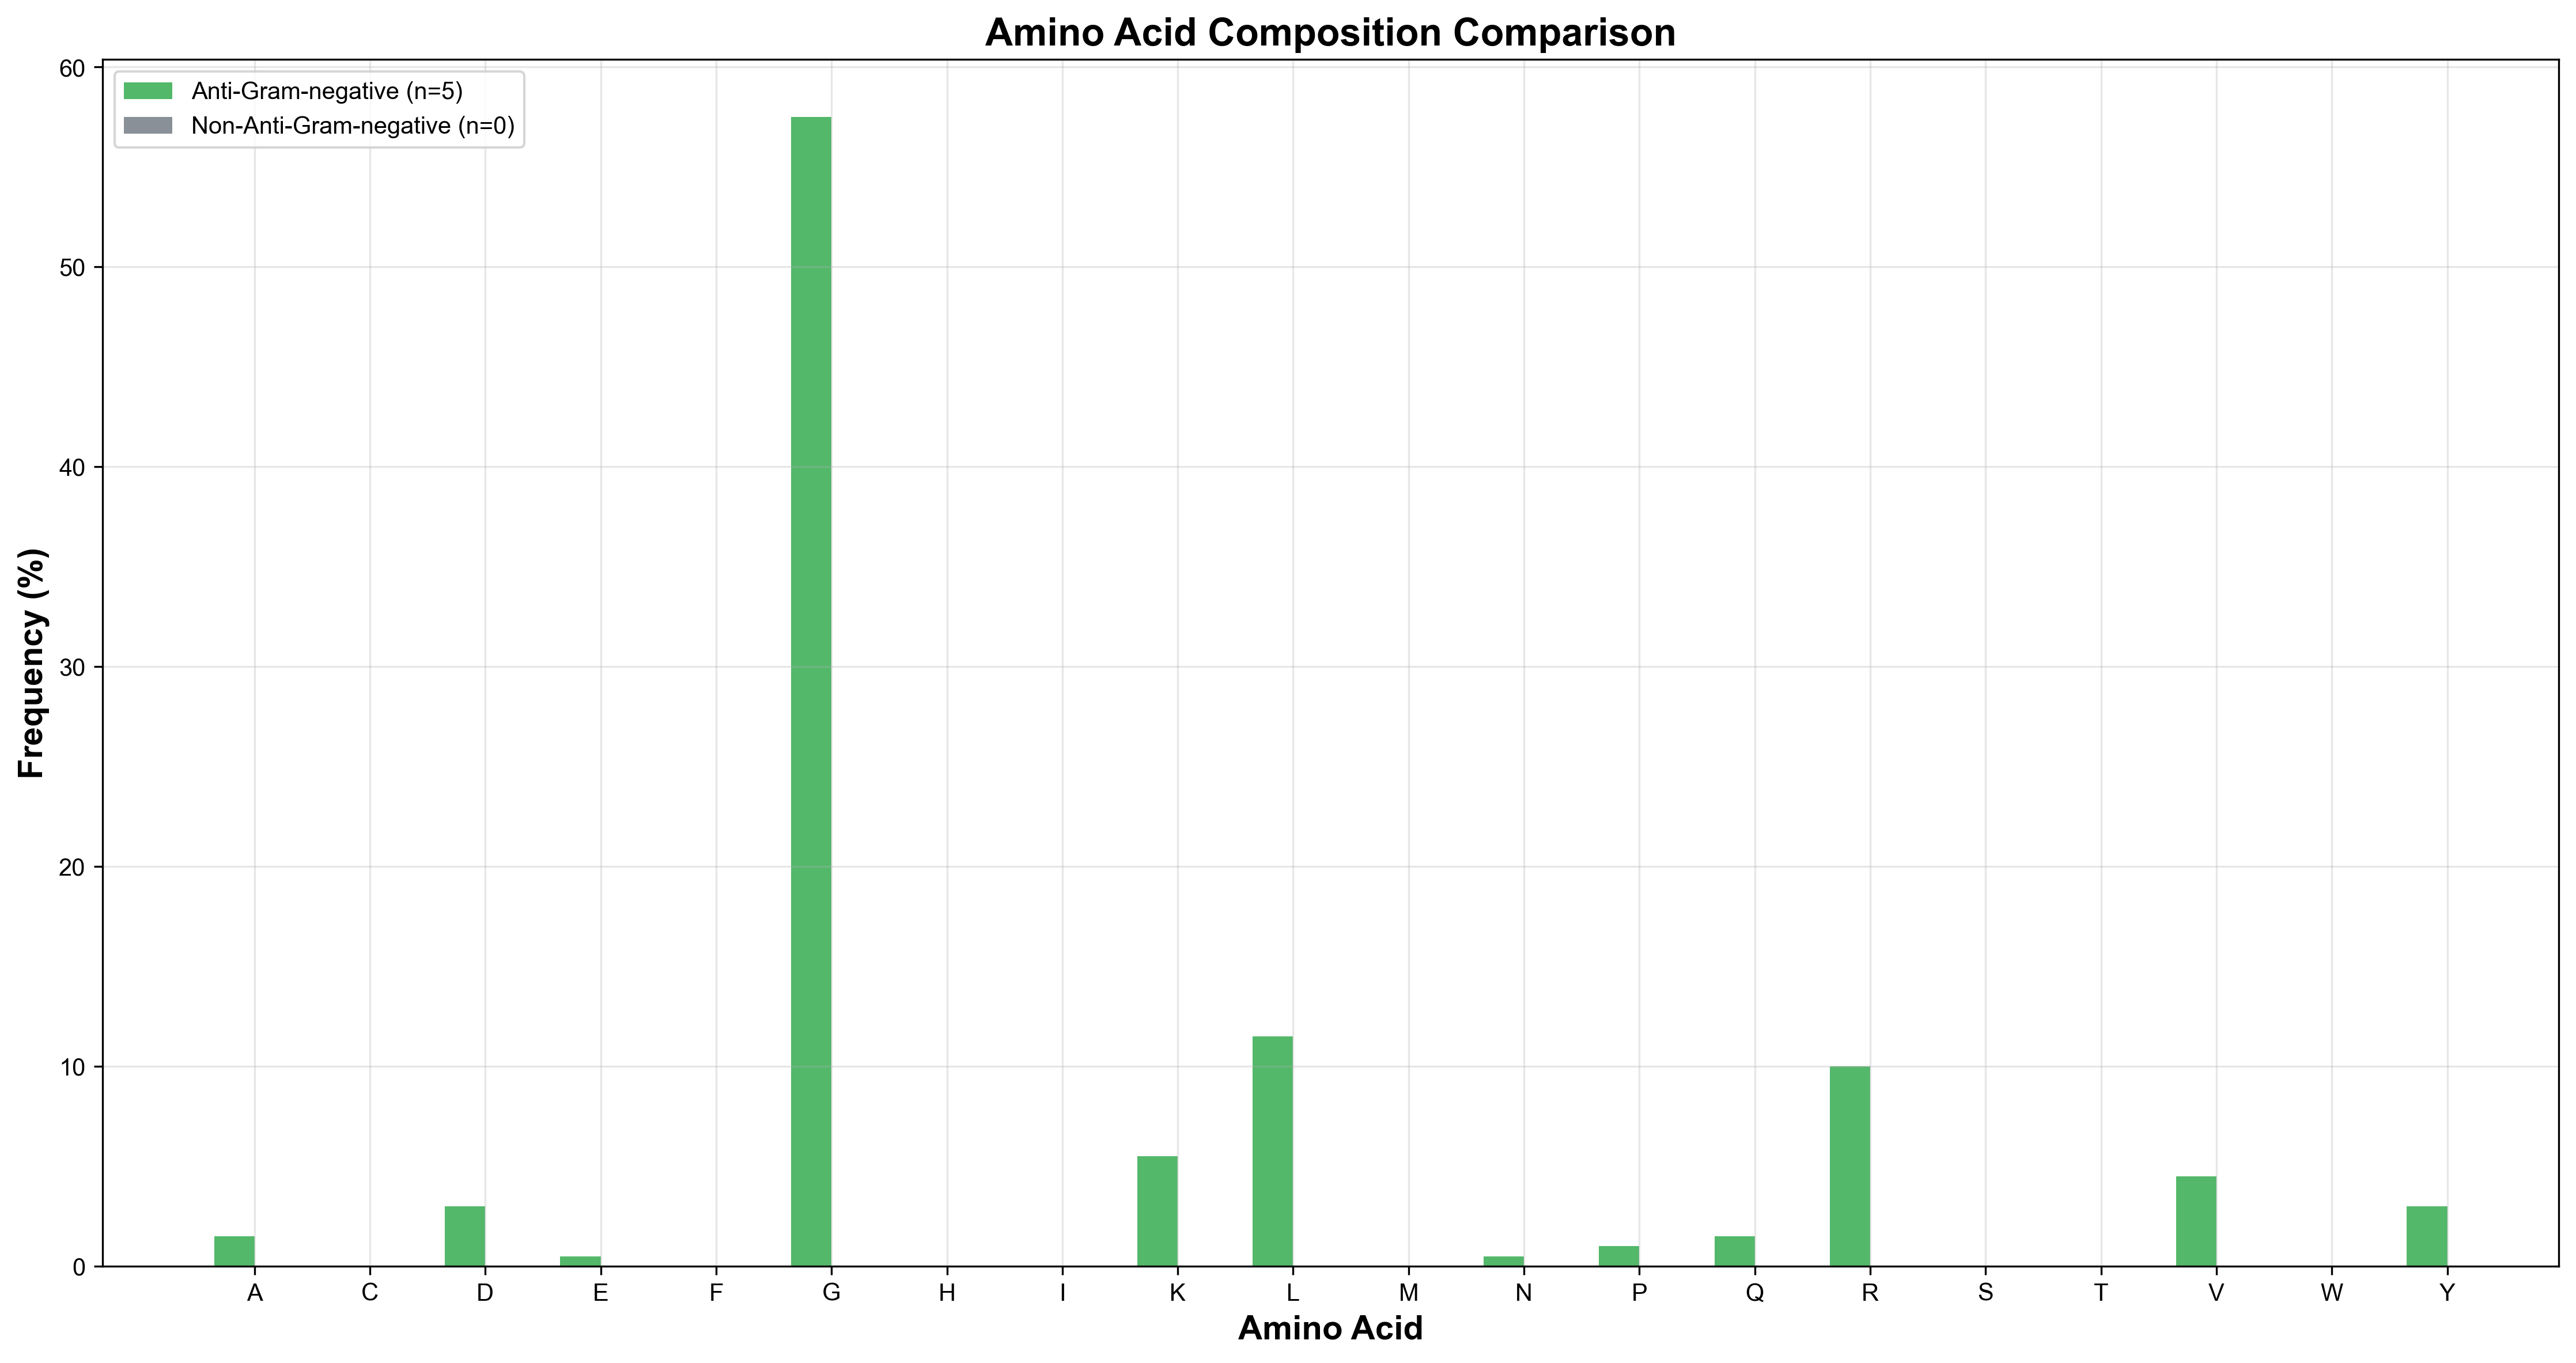 Amino Acid Composition Comparison
Anti-Gram-negative (n=5)
Non-Anti-Gram-negative (n=0)
Frequency (%)
60
50
40
30
20
10
0
A C D E F G H I K L M N P Q R S T V W Y
Amino Acid